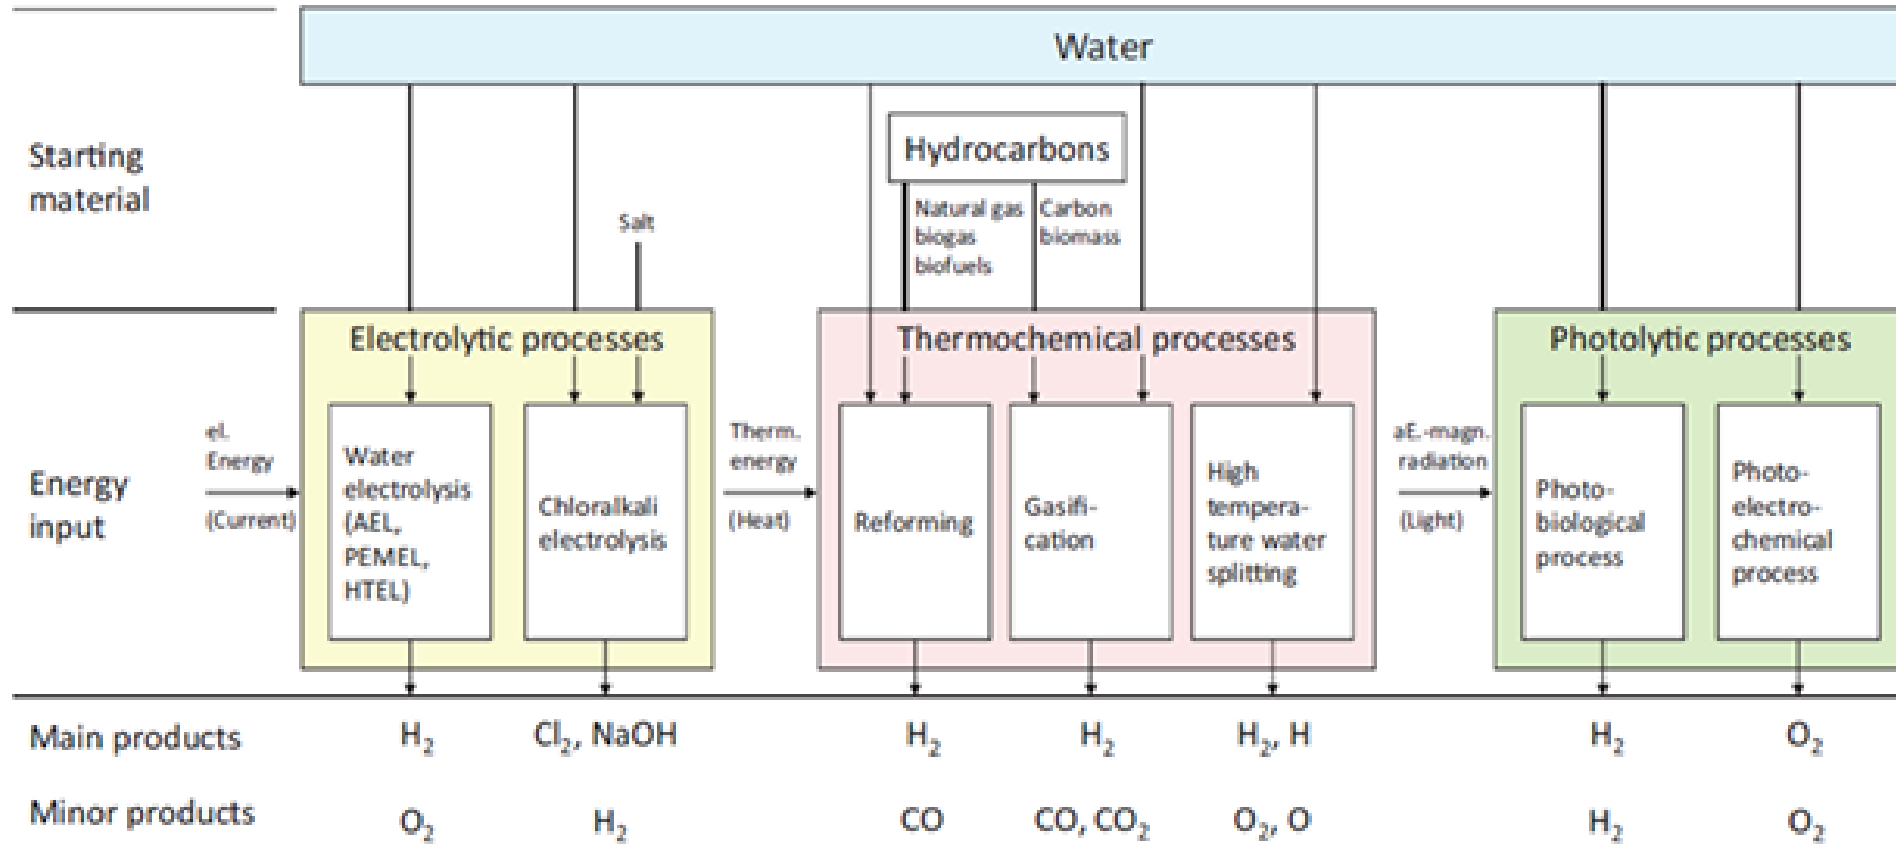 Water
Starting
material
Hydrocarbons
Natural gas
biogas
biofuels
Carbon
biomass
Salt
Electrolytic processes
Thermochemical processes
Photolytic processes
Energy
input
el.
Energy
(Current)
Water
electrolysis
(AEL,
PEMEL,
HTEL)
Chloralkali
electrolysis
Therm.
energy
(Heat)
Reforming
Gasifi-
cation
High
tempera-
ture water
splitting
aE.-magn.
radiation
(Light)
Photo-
biological
process
Photo-
electro-
chemical
process
Main products
H₂
Cl₂, NaOH
H₂
H₂
H₂, H
H₂
O₂
Minor products
O₂
H₂
CO
CO, CO₂
O₂, O
H₂
O₂